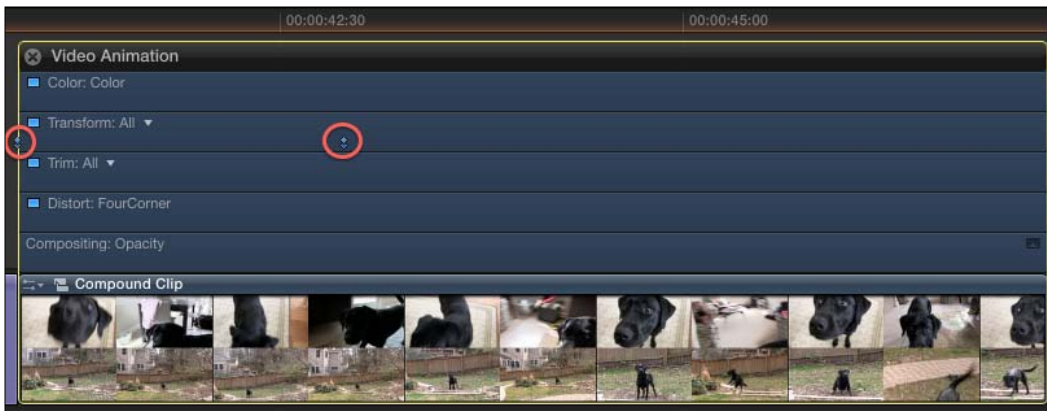 00:00:42:30
00:00:45:00
Video Animation
Color: Color
Transform: All
Trim: All
Distort: FourCorner
Compositing: Opacity
Compound Clip